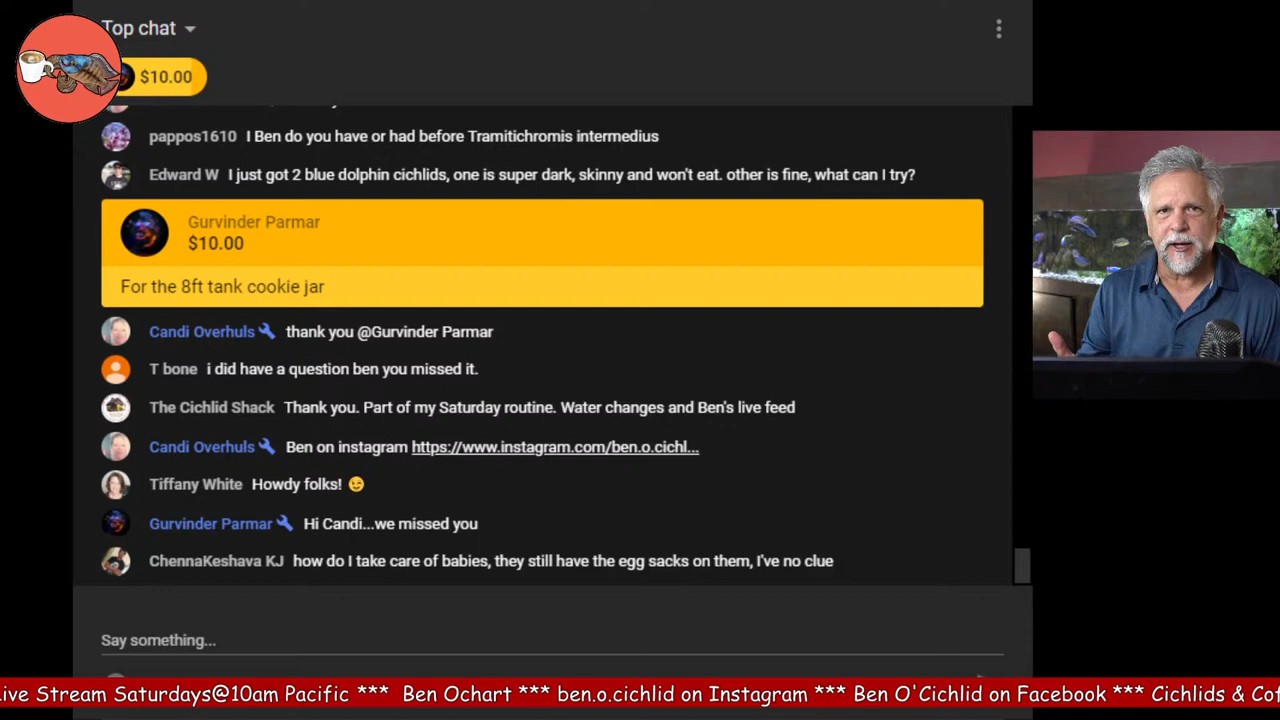 Top chat
$10.00
pappos1610 I Ben do you have or had before Tramitichromis intermedius
Edward W I just got 2 blue dolphin cichlids, one is super dark, skinny and won't eat. other is fine, what can I try?
Gurvinder Parmar
$10.00
For the 8ft tank cookie jar
Candi Overhuls thank you @Gurvinder Parmar
T bone i did have a question ben you missed it.
The Cichlid Shack Thank you. Part of my Saturday routine. Water changes and Ben's live feed
Candi Overhuls Ben on instagram https://www.instagram.com/ben.o.cichl...
Tiffany White Howdy folks! 😉
Gurvinder Parmar Hi Candi...we missed you
ChennaKeshava KJ how do I take care of babies, they still have the egg sacks on them, I've no clue
Say something...
Live Stream Saturdays@10am Pacific *** Ben Ochart *** ben.o.cichlid on Instagram *** Ben O'Cichlid on Facebook *** Cichlids & Cof